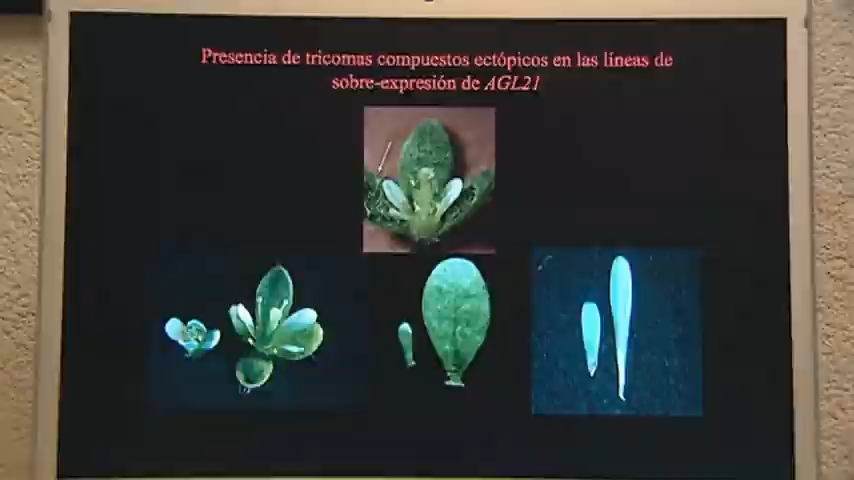 Presencia de tricomas compuestos ectópicos en las líneas de
sobre-expresión de AGL21